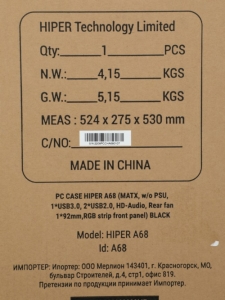 HIPER Technology Limited
Qty: 1 PCS
N.W.: 4,15 KGS
G.W.: 5,15 KGS
MEAS : 524 x 275 x 530 mm
C/NO:
MADE IN CHINA
PC CASE HIPER A68 (MATX, w/o PSU,
1*USB3.0, 2*USB2.0, HD-Audio, Rear fan
1*92mm,RGB strip front panel) BLACK
Model: HIPER A68
Id: A68
ИМПОРТЕР: Ипортер: ООО Мерлион 143401, г. Красногорск, МО,
бульвар Строителей, д.4, стр1, офис 819.
Претензии по продукции принимает Импортер.